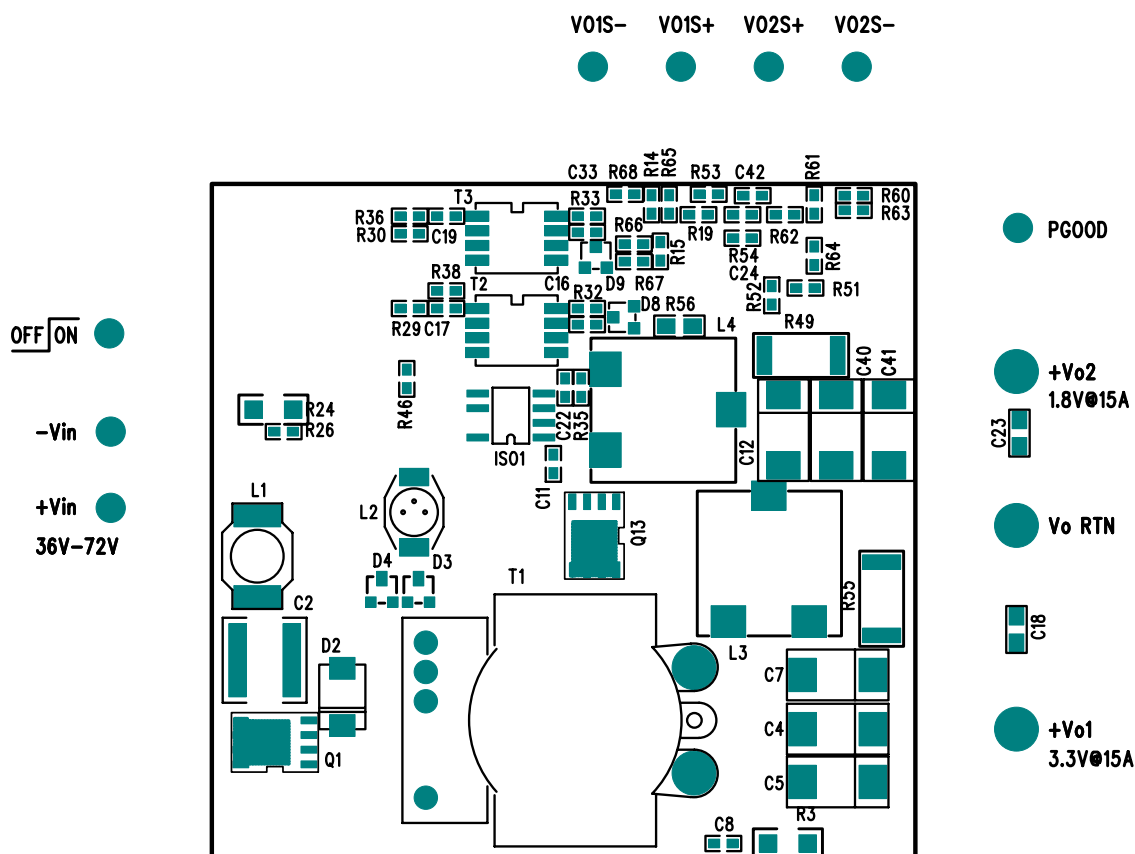 VO1S- VO1S+ VO2S+ VO2S-
C33 R68 R14 R65 R53 C42 R61
T3 R33 R60
R36 R63
R30 C19 R66 R15 R19 R62 PGOOD
R54 R64
R38 D9 R67 C24
T2 C16 R52 R51
R32 D8 R56
R29 C17 L4 R49
OFF ON C40 C41
+Vo2
R46 1.8V@15A
R24 C22 R35
-Vin R26 C23
ISO1 C12
C11
L1
+Vin L2 Q13 Vo RTN
36V-72V
D4 D3 T1
R55
C2
C18
D2 L3
C7
C4 +Vo1
Q1 3.3V@15A
C5
C8 R3